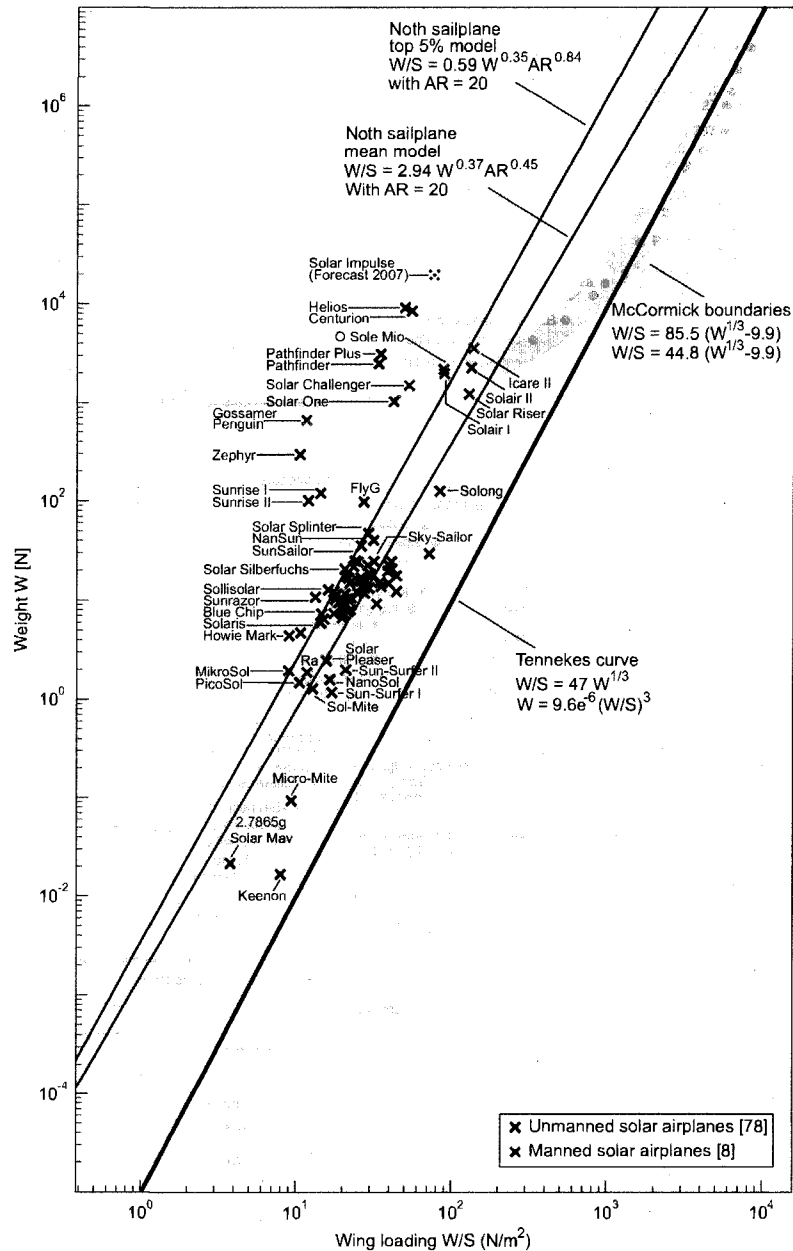 Noth sailplane
top 5% model
W/S = 0.59 W^0.35 AR^0.84
with AR = 20
10^6
Noth sailplane
mean model
W/S = 2.94 W^0.37 AR^0.45
With AR = 20
Solar Impulse
(Forecast 2007)
10^4
Helios
Centurion
McCormick boundaries
W/S = 85.5 (W^1/3-9.9)
W/S = 44.8 (W^1/3-9.9)
O Sole Mio
Pathfinder Plus
Pathfinder
Icare II
Solar Challenger
Solair II
Solar One
Solar Riser
Gossamer
Penguin
Solair I
Zephyr
Sunrise I
Sunrise II
FlyG
Solong
10^2
Solar Splinter
NanSun
Sky-Sailor
SunSailor
Solar Silberfuchs
Sollisolar
Sunrazor
Blue Chip
Solaris
Howie Mark
Ra
Solar
Pleaser
MikroSol
Sun-Surfer II
PicoSol
NanoSol
Sun-Surfer I
Sol-Mite
10^0
Tennekes curve
W/S = 47 W^1/3
W = 9.6e^-6 (W/S)^3
Micro-Mite
2.7865g
Solar Mav
Keenon
10^-2
10^-4
Weight W [N]
Unmanned solar airplanes [78]
Manned solar airplanes [8]
10^0 10^1 10^2 10^3 10^4
Wing loading W/S (N/m^2)